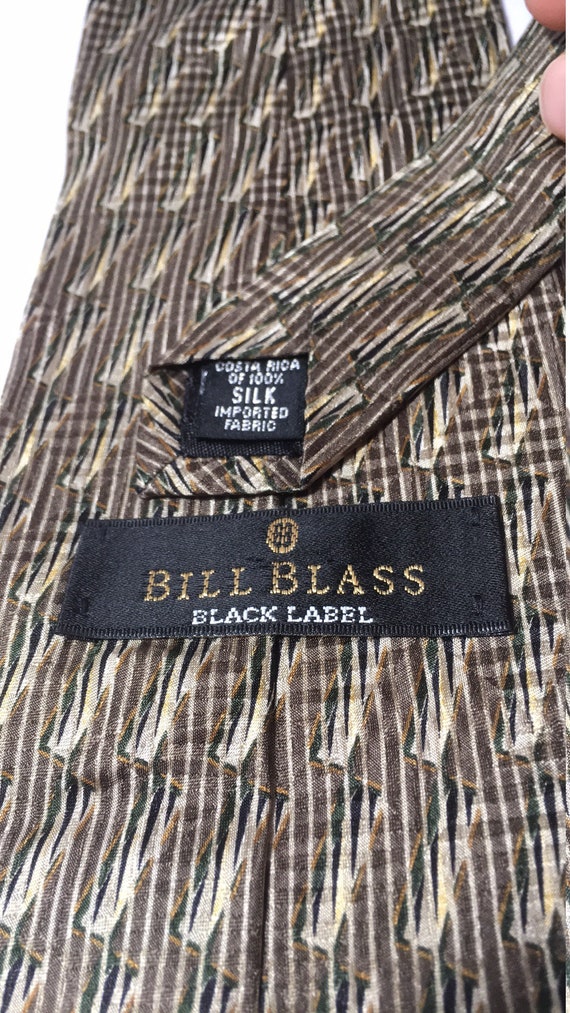 COSTA RICA
OF 100%
SILK
IMPORTED
FABRIC
BILL BLASS
BLACK LABEL